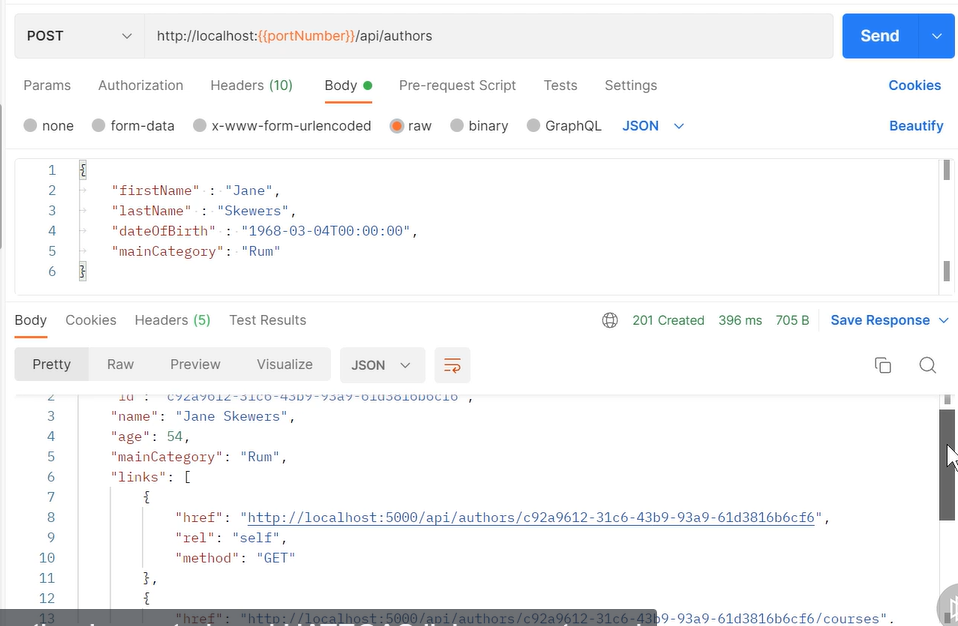 POST http://localhost:{{portNumber}}/api/authors Send
Params Authorization Headers (10) Body Pre-request Script Tests Settings Cookies
none form-data x-www-form-urlencoded raw binary GraphQL JSON Beautify
1 {
2 "firstName" : "Jane",
3 "lastName" : "Skewers",
4 "dateOfBirth" : "1968-03-04T00:00:00",
5 "mainCategory": "Rum"
6 }
Body Cookies Headers (5) Test Results 201 Created 396 ms 705 B Save Response
Pretty Raw Preview Visualize JSON
2 "id": "c92a9612-31c6-43b9-93a9-61d3816b6cf6",
3 "name": "Jane Skewers",
4 "age": 54,
5 "mainCategory": "Rum",
6 "links": [
7 {
8 "href": "http://localhost:5000/api/authors/c92a9612-31c6-43b9-93a9-61d3816b6cf6",
9 "rel": "self",
10 "method": "GET"
11 },
12 {
13 "href": "http://localhost:5000/api/authors/c92a9612-31c6-43b9-93a9-61d3816b6cf6/courses",